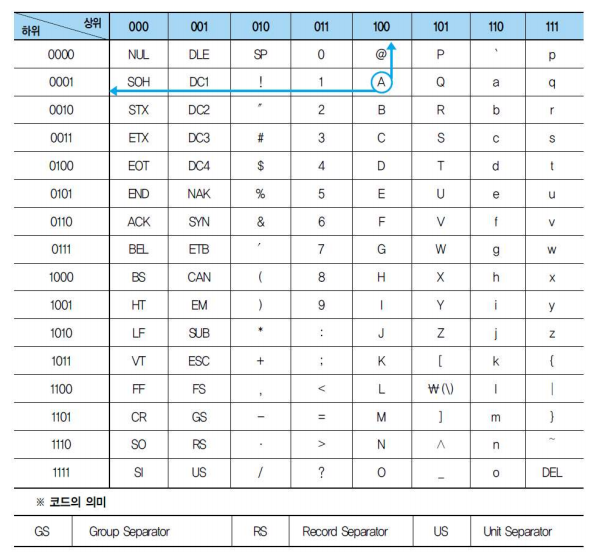 하위 상위 000 001 010 011 100 101 110 111
0000 NUL DLE SP 0 @ P ` p
0001 SOH DC1 ! 1 A Q a q
0010 STX DC2 ″ 2 B R b r
0011 ETX DC3 # 3 C S c s
0100 EOT DC4 $ 4 D T d t
0101 END NAK % 5 E U e u
0110 ACK SYN & 6 F V f v
0111 BEL ETB ′ 7 G W g w
1000 BS CAN ( 8 H X h x
1001 HT EM ) 9 I Y i y
1010 LF SUB * : J Z j z
1011 VT ESC + ; K [ k {
1100 FF FS , < L ₩(\) l |
1101 CR GS - = M ] m }
1110 SO RS · > N ∧ n ~
1111 SI US / ? O _ o DEL
※ 코드의 의미
GS Group Separator RS Record Separator US Unit Separator